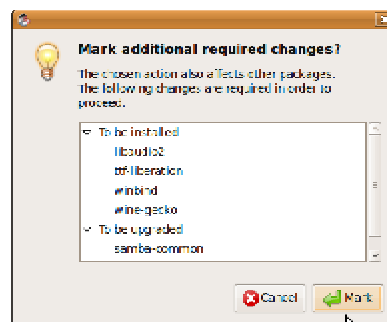 Mark additional required changes?
The chosen action also affects other packages.
The following changes are required in order to
proceed.
To be installed
libaudio2
ttf-liberation
winbind
wine-gecko
To be upgraded
samba-common
Cancel
Mark